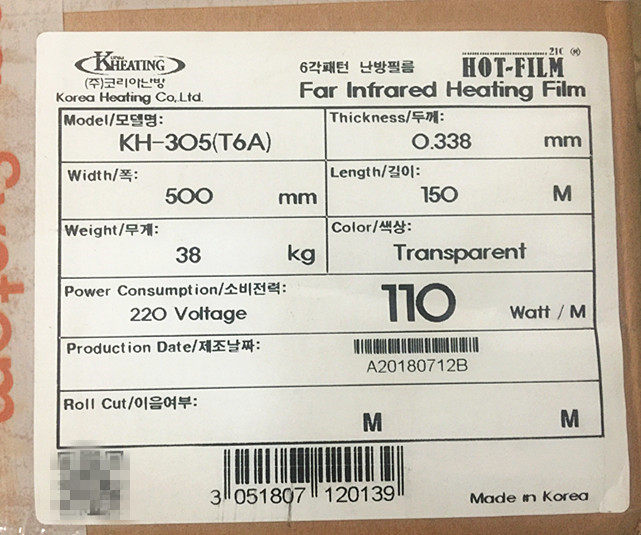 KHEATING
(주)코리아난방
Korea Heating Co,.Ltd.
6각패턴 난방필름
21C ®
HOT-FILM
Far Infrared Heating Film
Model/모델명:
KH-305(T6A)
Thickness/두께:
0.338 mm
Width/폭:
500 mm
Length/길이:
150 M
Weight/무게:
38 kg
Color/색상:
Transparent
Power Consumption/소비전력:
220 Voltage 110 Watt / M
Production Date/제조날짜:
A20180712B
Roll Cut/이음여부:
M M
3 051807 120139
Made in Korea